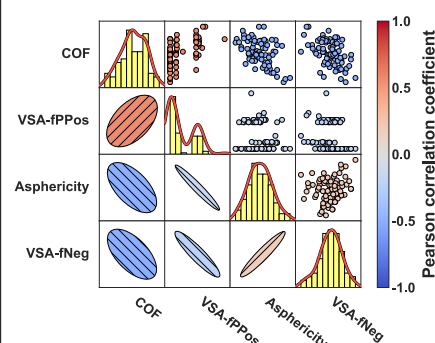 COF
VSA-fPPos
Asphericity
VSA-fNeg
COF
VSA-fPPos
Asphericity
VSA-fNeg
1.0
0.5
0.0
-0.5
-1.0
Pearson correlation coefficient